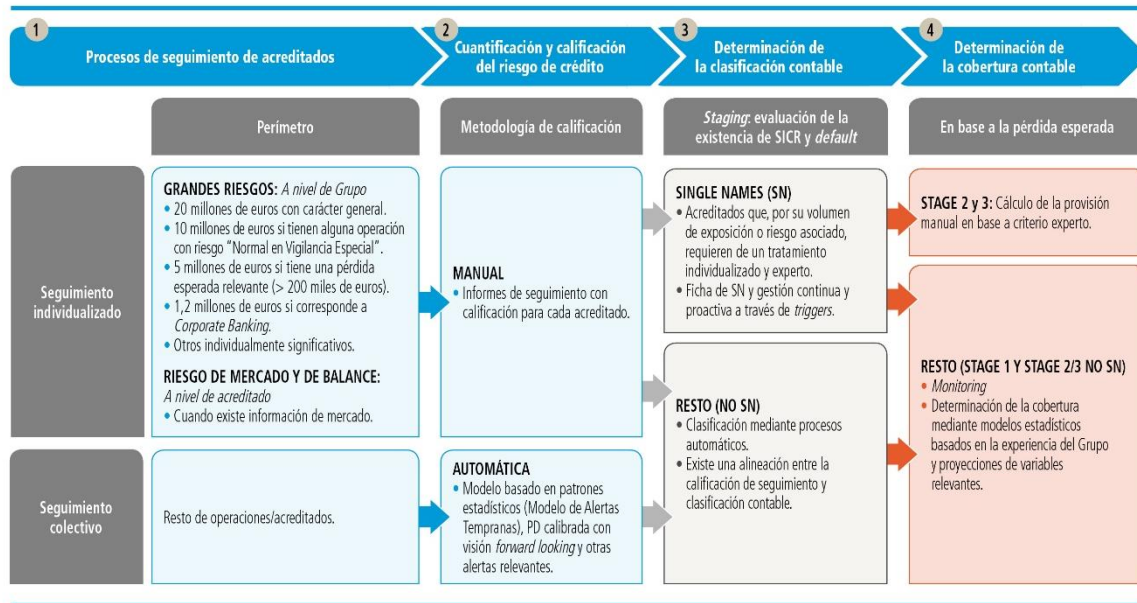 1
Procesos de seguimiento de acreditados
2
Cuantificación y calificación
del riesgo de crédito
3
Determinación de
la clasificación contable
4
Determinación de
la cobertura contable
Perímetro
Metodología de calificación
Staging: evaluación de la
existencia de SICR y default
En base a la pérdida esperada
Seguimiento
individualizado
GRANDES RIESGOS: A nivel de Grupo
• 20 millones de euros con carácter general.
• 10 millones de euros si tienen alguna operación
con riesgo “Normal en Vigilancia Especial”.
• 5 millones de euros si tiene una pérdida
esperada relevante (> 200 miles de euros).
• 1,2 millones de euros si corresponde a
Corporate Banking.
• Otros individualmente significativos.
RIESGO DE MERCADO Y DE BALANCE:
A nivel de acreditado
• Cuando existe información de mercado.
MANUAL
• Informes de seguimiento con
calificación para cada acreditado.
SINGLE NAMES (SN)
• Acreditados que, por su volumen
de exposición o riesgo asociado,
requieren de un tratamiento
individualizado y experto.
• Ficha de SN y gestión continua y
proactiva a través de triggers.
STAGE 2 y 3: Cálculo de la provisión
manual en base a criterio experto.
RESTO (NO SN)
• Clasificación mediante procesos
automáticos.
• Existe una alineación entre la
calificación de seguimiento y
clasificación contable.
RESTO (STAGE 1 Y STAGE 2/3 NO SN)
• Monitoring
• Determinación de la cobertura
mediante modelos estadísticos
basados en la experiencia del Grupo
y proyecciones de variables
relevantes.
Seguimiento
colectivo
Resto de operaciones/acreditados.
AUTOMÁTICA
• Modelo basado en patrones
estadísticos (Modelo de Alertas
Tempranas), PD calibrada con
visión forward looking y otras
alertas relevantes.